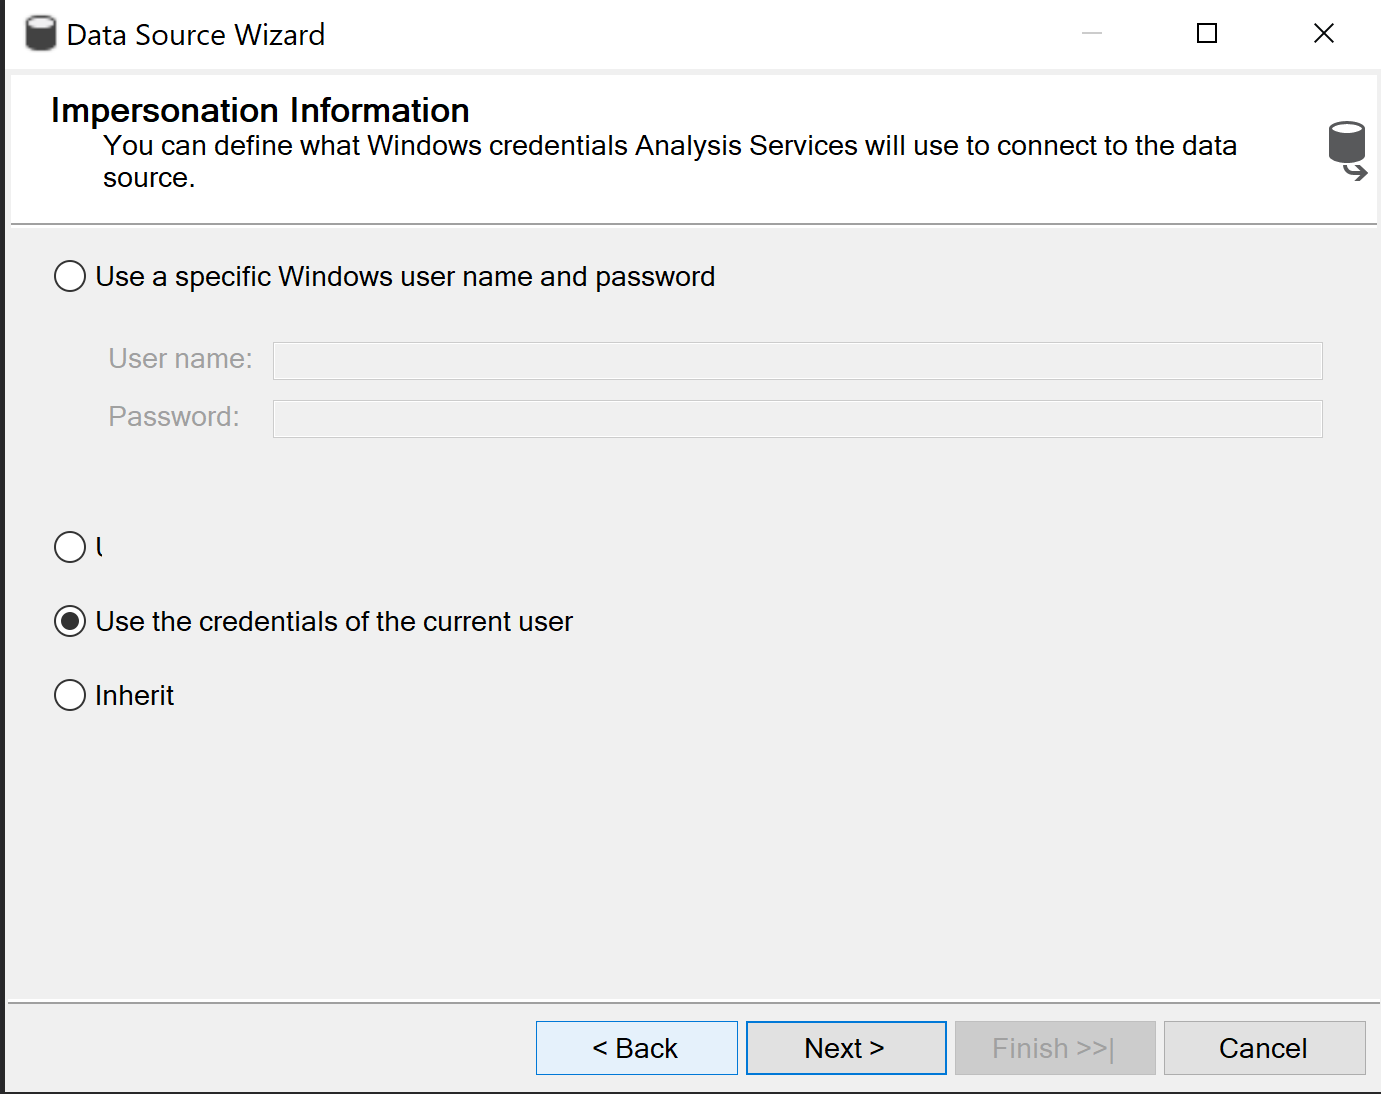 Data Source Wizard
Impersonation Information
You can define what Windows credentials Analysis Services will use to connect to the data
source.
Use a specific Windows user name and password
User name:
Password:
Use the credentials of the current user
Inherit
< Back
Next >
Finish >>|
Cancel